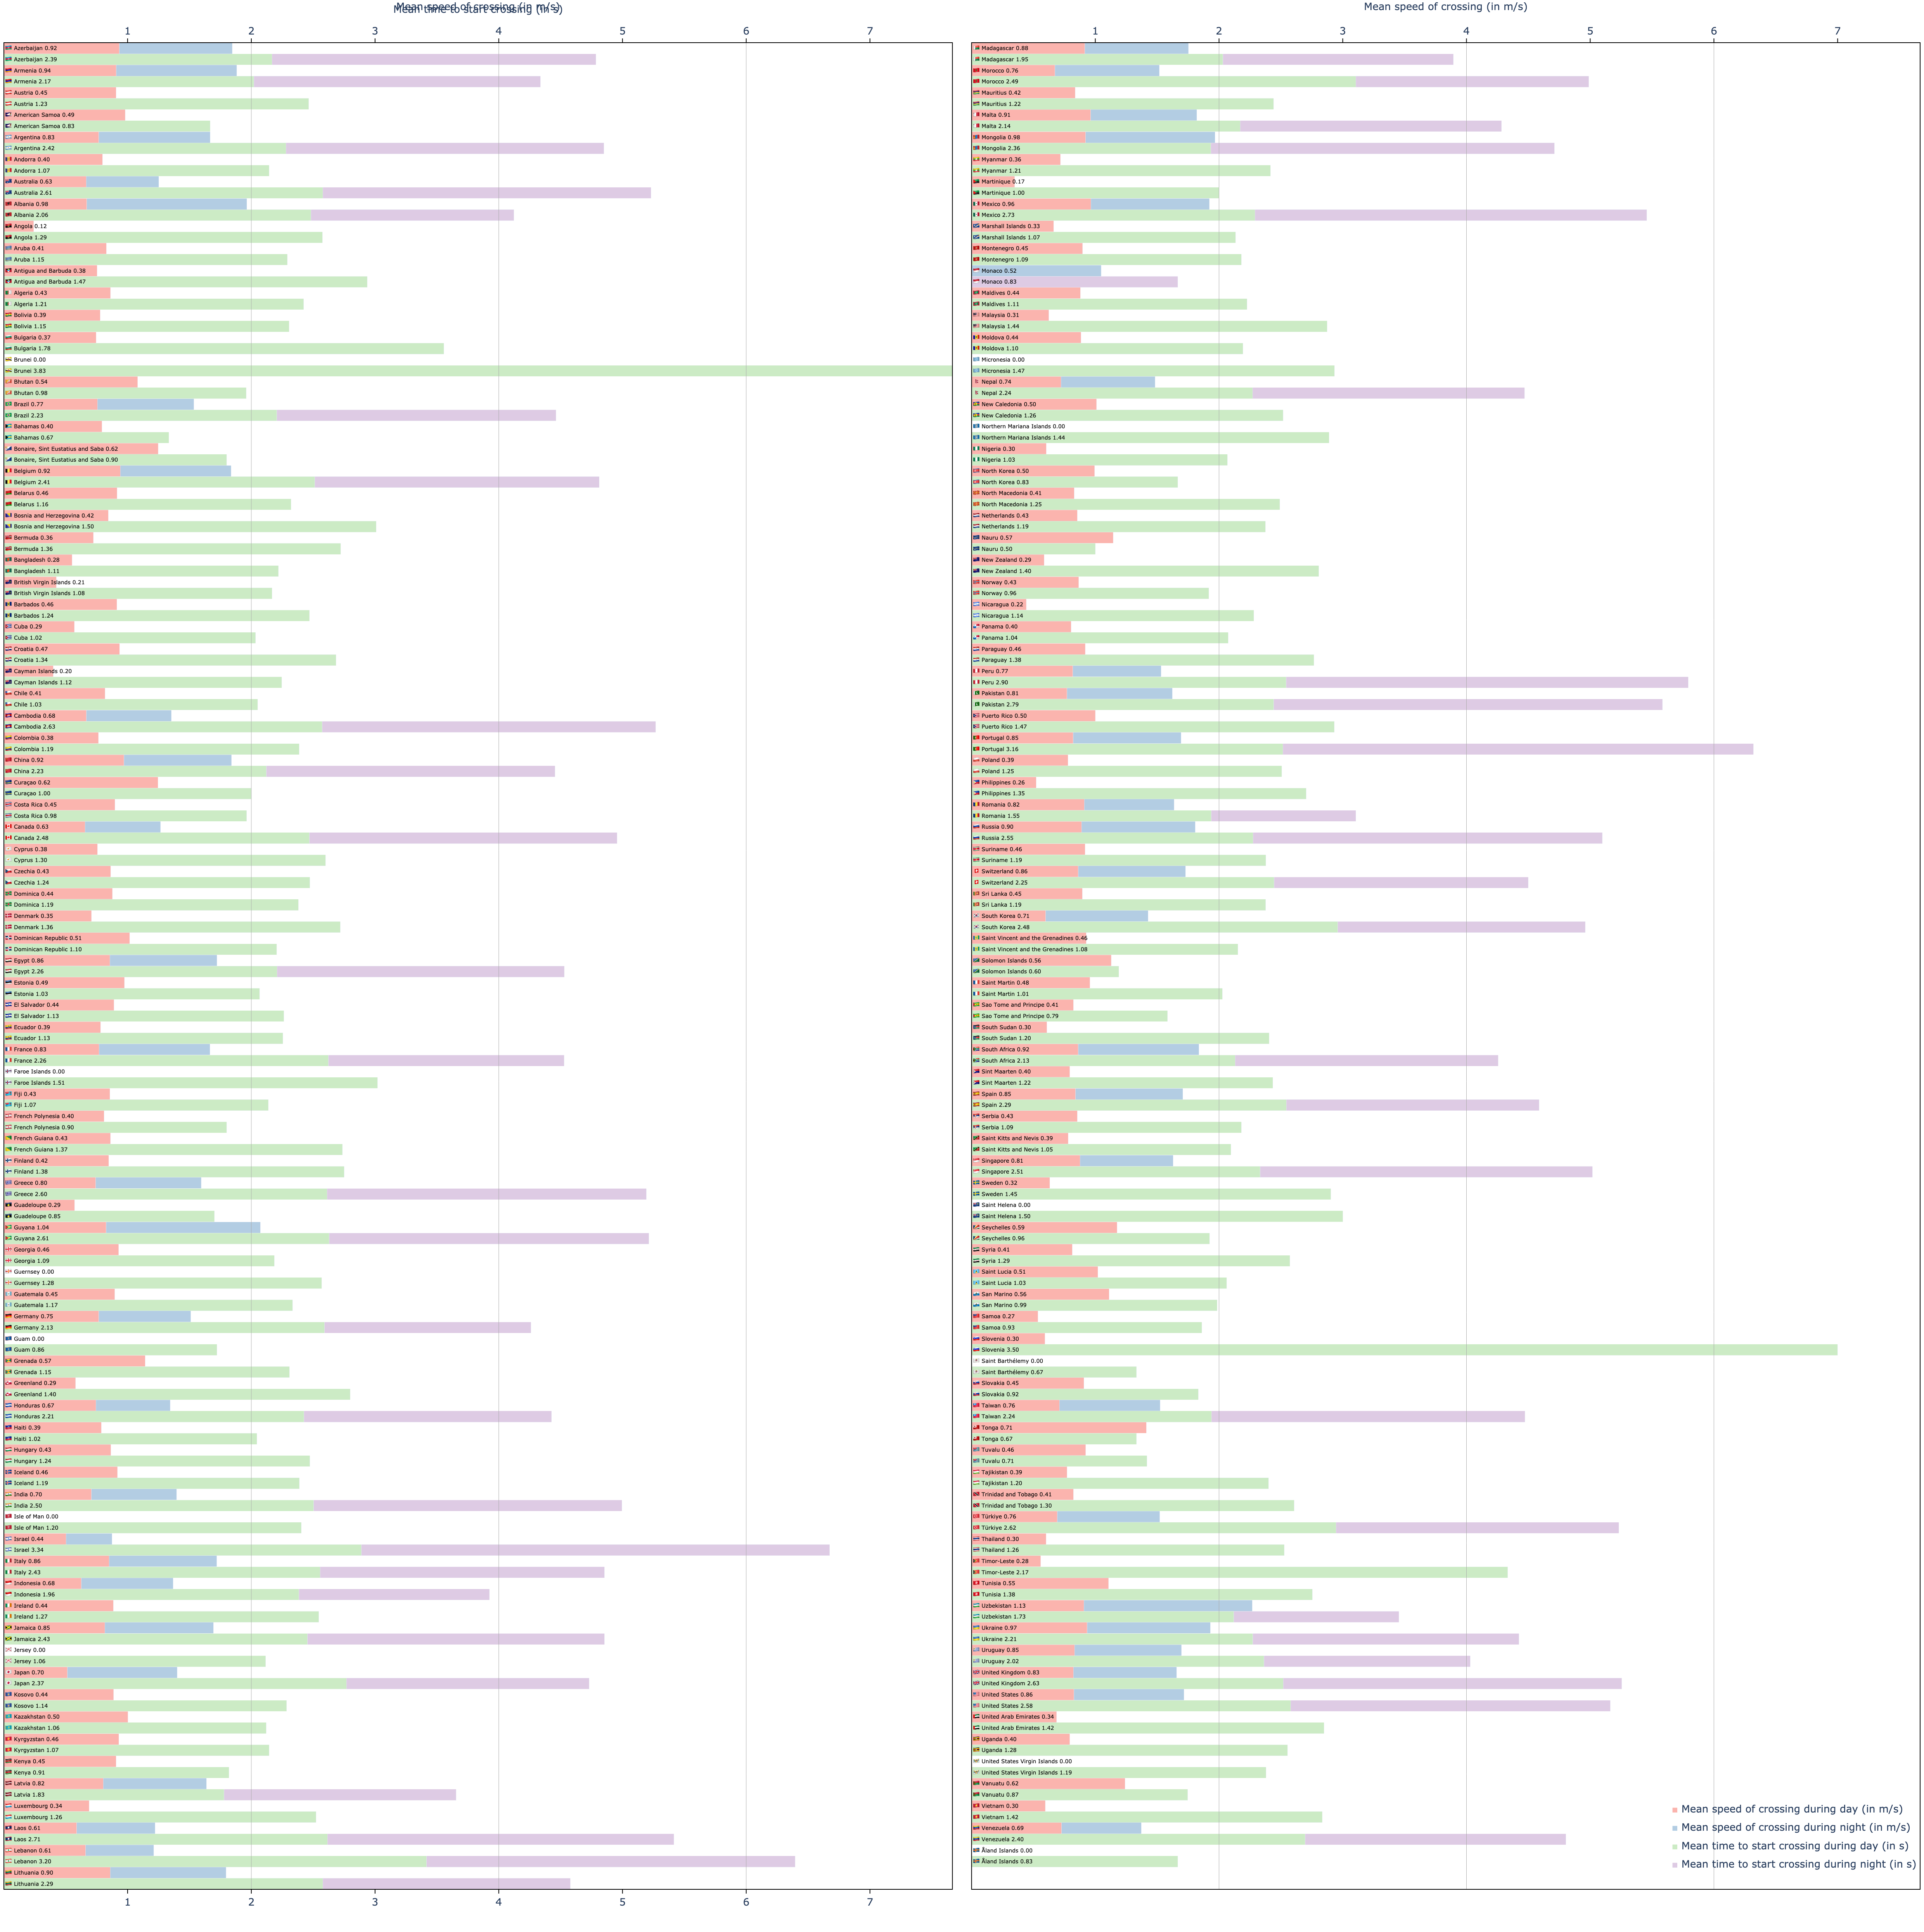 Mean speed of crossing (in m/s)
Mean time to start crossing (in s)
Mean speed of crossing (in m/s)
1 2 3 4 5 6 7
1 2 3 4 5 6 7
Azerbaijan 0.92
Azerbaijan 2.39
Armenia 0.94
Armenia 2.17
Austria 0.45
Austria 1.23
American Samoa 0.49
American Samoa 0.83
Argentina 0.83
Argentina 2.42
Andorra 0.40
Andorra 1.07
Australia 0.63
Australia 2.61
Albania 0.98
Albania 2.06
Angola 0.12
Angola 1.29
Aruba 0.41
Aruba 1.15
Antigua and Barbuda 0.38
Antigua and Barbuda 1.47
Algeria 0.43
Algeria 1.21
Bolivia 0.39
Bolivia 1.15
Bulgaria 0.37
Bulgaria 1.78
Brunei 0.00
Brunei 3.83
Bhutan 0.54
Bhutan 0.98
Brazil 0.77
Brazil 2.23
Bahamas 0.40
Bahamas 0.67
Bonaire, Sint Eustatius and Saba 0.62
Bonaire, Sint Eustatius and Saba 0.90
Belgium 0.92
Belgium 2.41
Belarus 0.46
Belarus 1.16
Bosnia and Herzegovina 0.42
Bosnia and Herzegovina 1.50
Bermuda 0.36
Bermuda 1.36
Bangladesh 0.28
Bangladesh 1.11
British Virgin Islands 0.21
British Virgin Islands 1.08
Barbados 0.46
Barbados 1.24
Cuba 0.29
Cuba 1.02
Croatia 0.47
Croatia 1.34
Cayman Islands 0.20
Cayman Islands 1.12
Chile 0.41
Chile 1.03
Cambodia 0.68
Cambodia 2.63
Colombia 0.38
Colombia 1.19
China 0.92
China 2.23
Curaçao 0.62
Curaçao 1.00
Costa Rica 0.45
Costa Rica 0.98
Canada 0.63
Canada 2.48
Cyprus 0.38
Cyprus 1.30
Czechia 0.43
Czechia 1.24
Dominica 0.44
Dominica 1.19
Denmark 0.35
Denmark 1.36
Dominican Republic 0.51
Dominican Republic 1.10
Egypt 0.86
Egypt 2.26
Estonia 0.49
Estonia 1.03
El Salvador 0.44
El Salvador 1.13
Ecuador 0.39
Ecuador 1.13
France 0.83
France 2.26
Faroe Islands 0.00
Faroe Islands 1.51
Fiji 0.43
Fiji 1.07
French Polynesia 0.40
French Polynesia 0.90
French Guiana 0.43
French Guiana 1.37
Finland 0.42
Finland 1.38
Greece 0.80
Greece 2.60
Guadeloupe 0.29
Guadeloupe 0.85
Guyana 1.04
Guyana 2.61
Georgia 0.46
Georgia 1.09
Guernsey 0.00
Guernsey 1.28
Guatemala 0.45
Guatemala 1.17
Germany 0.75
Germany 2.13
Guam 0.00
Guam 0.86
Grenada 0.57
Grenada 1.15
Greenland 0.29
Greenland 1.40
Honduras 0.67
Honduras 2.21
Haiti 0.39
Haiti 1.02
Hungary 0.43
Hungary 1.24
Iceland 0.46
Iceland 1.19
India 0.70
India 2.50
Isle of Man 0.00
Isle of Man 1.20
Israel 0.44
Israel 3.34
Italy 0.86
Italy 2.43
Indonesia 0.68
Indonesia 1.96
Ireland 0.44
Ireland 1.27
Jamaica 0.85
Jamaica 2.43
Jersey 0.00
Jersey 1.06
Japan 0.70
Japan 2.37
Kosovo 0.44
Kosovo 1.14
Kazakhstan 0.50
Kazakhstan 1.06
Kyrgyzstan 0.46
Kyrgyzstan 1.07
Kenya 0.45
Kenya 0.91
Latvia 0.82
Latvia 1.83
Luxembourg 0.34
Luxembourg 1.26
Laos 0.61
Laos 2.71
Lebanon 0.61
Lebanon 3.20
Lithuania 0.90
Lithuania 2.29
1 2 3 4 5 6 7
Madagascar 0.88
Madagascar 1.95
Morocco 0.76
Morocco 2.49
Mauritius 0.42
Mauritius 1.22
Malta 0.91
Malta 2.14
Mongolia 0.98
Mongolia 2.36
Myanmar 0.36
Myanmar 1.21
Martinique 0.17
Martinique 1.00
Mexico 0.96
Mexico 2.73
Marshall Islands 0.33
Marshall Islands 1.07
Montenegro 0.45
Montenegro 1.09
Monaco 0.52
Monaco 0.83
Maldives 0.44
Maldives 1.11
Malaysia 0.31
Malaysia 1.44
Moldova 0.44
Moldova 1.10
Micronesia 0.00
Micronesia 1.47
Nepal 0.74
Nepal 2.24
New Caledonia 0.50
New Caledonia 1.26
Northern Mariana Islands 0.00
Northern Mariana Islands 1.44
Nigeria 0.30
Nigeria 1.03
North Korea 0.50
North Korea 0.83
North Macedonia 0.41
North Macedonia 1.25
Netherlands 0.43
Netherlands 1.19
Nauru 0.57
Nauru 0.50
New Zealand 0.29
New Zealand 1.40
Norway 0.43
Norway 0.96
Nicaragua 0.22
Nicaragua 1.14
Panama 0.40
Panama 1.04
Paraguay 0.46
Paraguay 1.38
Peru 0.77
Peru 2.90
Pakistan 0.81
Pakistan 2.79
Puerto Rico 0.50
Puerto Rico 1.47
Portugal 0.85
Portugal 3.16
Poland 0.39
Poland 1.25
Philippines 0.26
Philippines 1.35
Romania 0.82
Romania 1.55
Russia 0.90
Russia 2.55
Suriname 0.46
Suriname 1.19
Switzerland 0.86
Switzerland 2.25
Sri Lanka 0.45
Sri Lanka 1.19
South Korea 0.71
South Korea 2.48
Saint Vincent and the Grenadines 0.46
Saint Vincent and the Grenadines 1.08
Solomon Islands 0.56
Solomon Islands 0.60
Saint Martin 0.48
Saint Martin 1.01
Sao Tome and Principe 0.41
Sao Tome and Principe 0.79
South Sudan 0.30
South Sudan 1.20
South Africa 0.92
South Africa 2.13
Sint Maarten 0.40
Sint Maarten 1.22
Spain 0.85
Spain 2.29
Serbia 0.43
Serbia 1.09
Saint Kitts and Nevis 0.39
Saint Kitts and Nevis 1.05
Singapore 0.81
Singapore 2.51
Sweden 0.32
Sweden 1.45
Saint Helena 0.00
Saint Helena 1.50
Seychelles 0.59
Seychelles 0.96
Syria 0.41
Syria 1.29
Saint Lucia 0.51
Saint Lucia 1.03
San Marino 0.56
San Marino 0.99
Samoa 0.27
Samoa 0.93
Slovenia 0.30
Slovenia 3.50
Saint Barthélemy 0.00
Saint Barthélemy 0.67
Slovakia 0.45
Slovakia 0.92
Taiwan 0.76
Taiwan 2.24
Tonga 0.71
Tonga 0.67
Tuvalu 0.46
Tuvalu 0.71
Tajikistan 0.39
Tajikistan 1.20
Trinidad and Tobago 0.41
Trinidad and Tobago 1.30
Türkiye 0.76
Türkiye 2.62
Thailand 0.30
Thailand 1.26
Timor-Leste 0.28
Timor-Leste 2.17
Tunisia 0.55
Tunisia 1.38
Uzbekistan 1.13
Uzbekistan 1.73
Ukraine 0.97
Ukraine 2.21
Uruguay 0.85
Uruguay 2.02
United Kingdom 0.83
United Kingdom 2.63
United States 0.86
United States 2.58
United Arab Emirates 0.34
United Arab Emirates 1.42
Uganda 0.40
Uganda 1.28
United States Virgin Islands 0.00
United States Virgin Islands 1.19
Vanuatu 0.62
Vanuatu 0.87
Vietnam 0.30
Vietnam 1.42
Venezuela 0.69
Venezuela 2.40
Åland Islands 0.00
Åland Islands 0.83
Mean speed of crossing during day (in m/s)
Mean speed of crossing during night (in m/s)
Mean time to start crossing during day (in s)
Mean time to start crossing during night (in s)